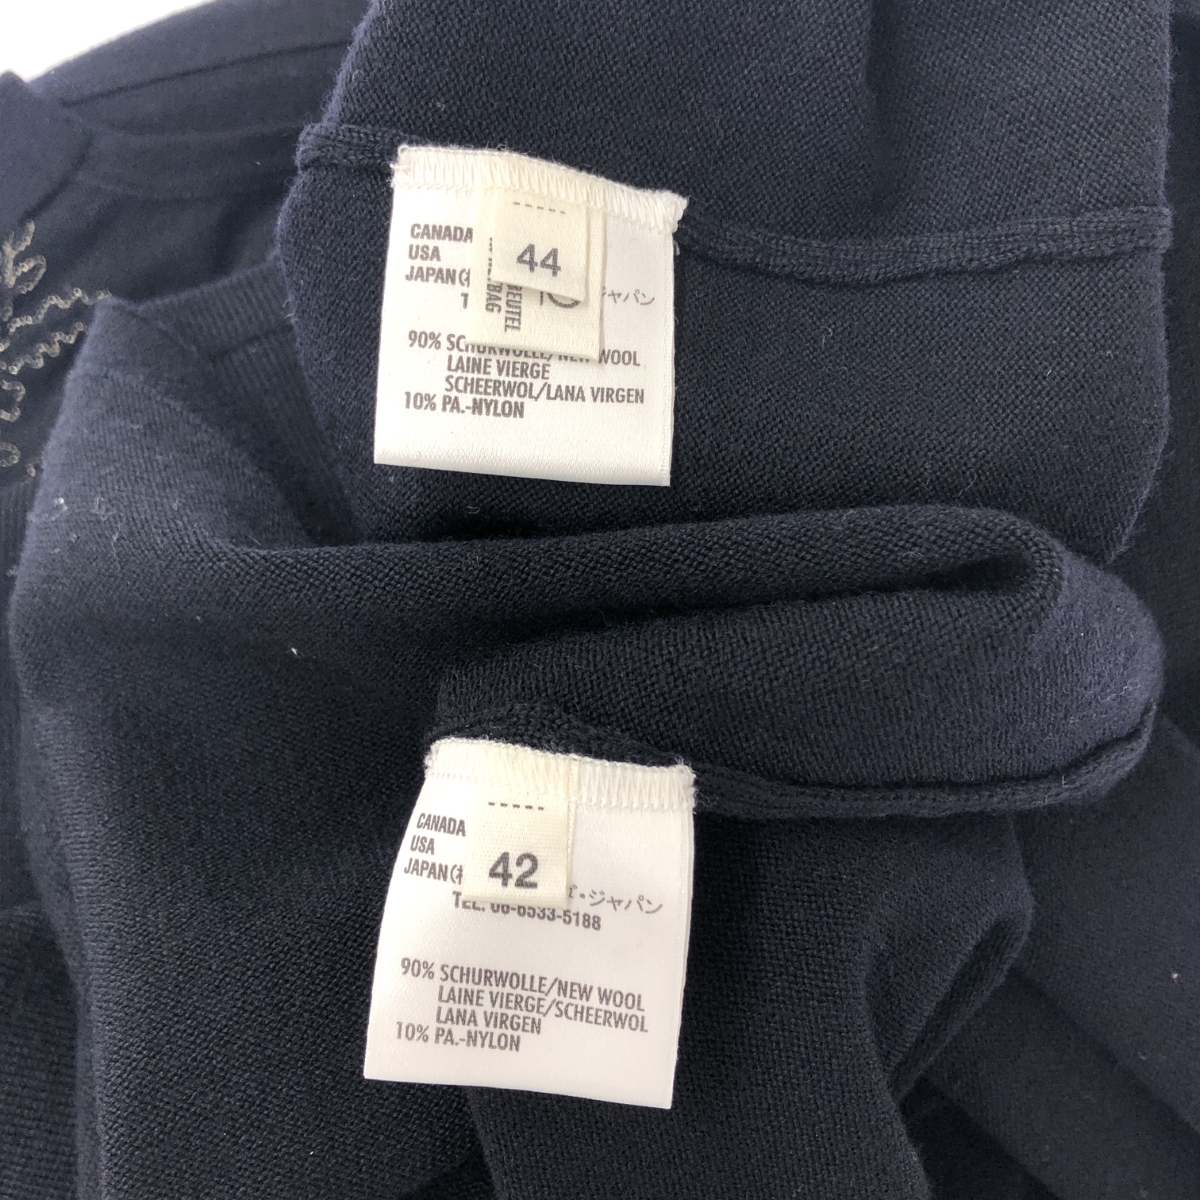 CANADA
USA
JAPAN
44
BEUTEL
BAG
ジャパン
90% SCHURWOLLE/NEW WOOL
LAINE VIERGE
SCHEERWOL/LANA VIRGEN
10% PA.-NYLON
CANADA
USA
JAPAN
42
・ジャパン
TEL. 06-6533-5188
90% SCHURWOLLE/NEW WOOL
LAINE VIERGE/SCHEERWOL
LANA VIRGEN
10% PA.-NYLON